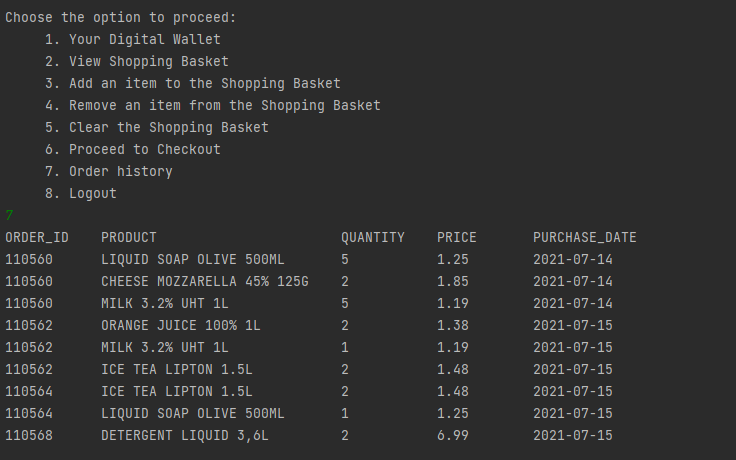 Choose the option to proceed:
1. Your Digital Wallet
2. View Shopping Basket
3. Add an item to the Shopping Basket
4. Remove an item from the Shopping Basket
5. Clear the Shopping Basket
6. Proceed to Checkout
7. Order history
8. Logout
7
ORDER_ID PRODUCT QUANTITY PRICE PURCHASE_DATE
110560 LIQUID SOAP OLIVE 500ML 5 1.25 2021-07-14
110560 CHEESE MOZZARELLA 45% 125G 2 1.85 2021-07-14
110560 MILK 3.2% UHT 1L 5 1.19 2021-07-14
110562 ORANGE JUICE 100% 1L 2 1.38 2021-07-15
110562 MILK 3.2% UHT 1L 1 1.19 2021-07-15
110562 ICE TEA LIPTON 1.5L 2 1.48 2021-07-15
110564 ICE TEA LIPTON 1.5L 2 1.48 2021-07-15
110564 LIQUID SOAP OLIVE 500ML 1 1.25 2021-07-15
110568 DETERGENT LIQUID 3,6L 2 6.99 2021-07-15